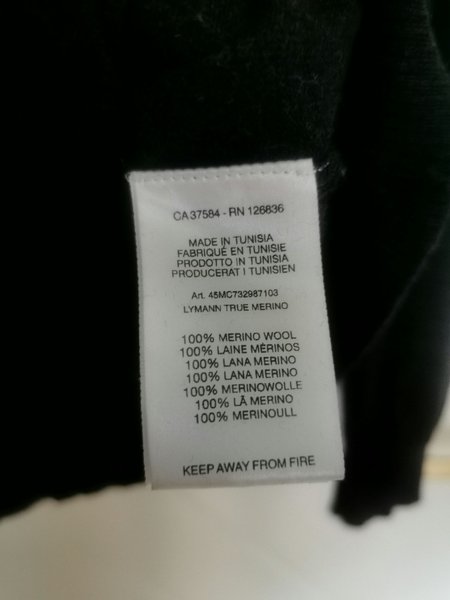 CA 37584 - RN 126836
MADE IN TUNISIA
FABRIQUÉ EN TUNISIE
PRODOTTO IN TUNISIA
PRODUCERAT I TUNISIEN
Art. 45MC732987103
LYMANN TRUE MERINO
100% MERINO WOOL
100% LAINE MÉRINOS
100% LANA MERINO
100% LANA MERINO
100% MERINOWOLLE
100% LÃ MERINO
100% MERINOULL
KEEP AWAY FROM FIRE